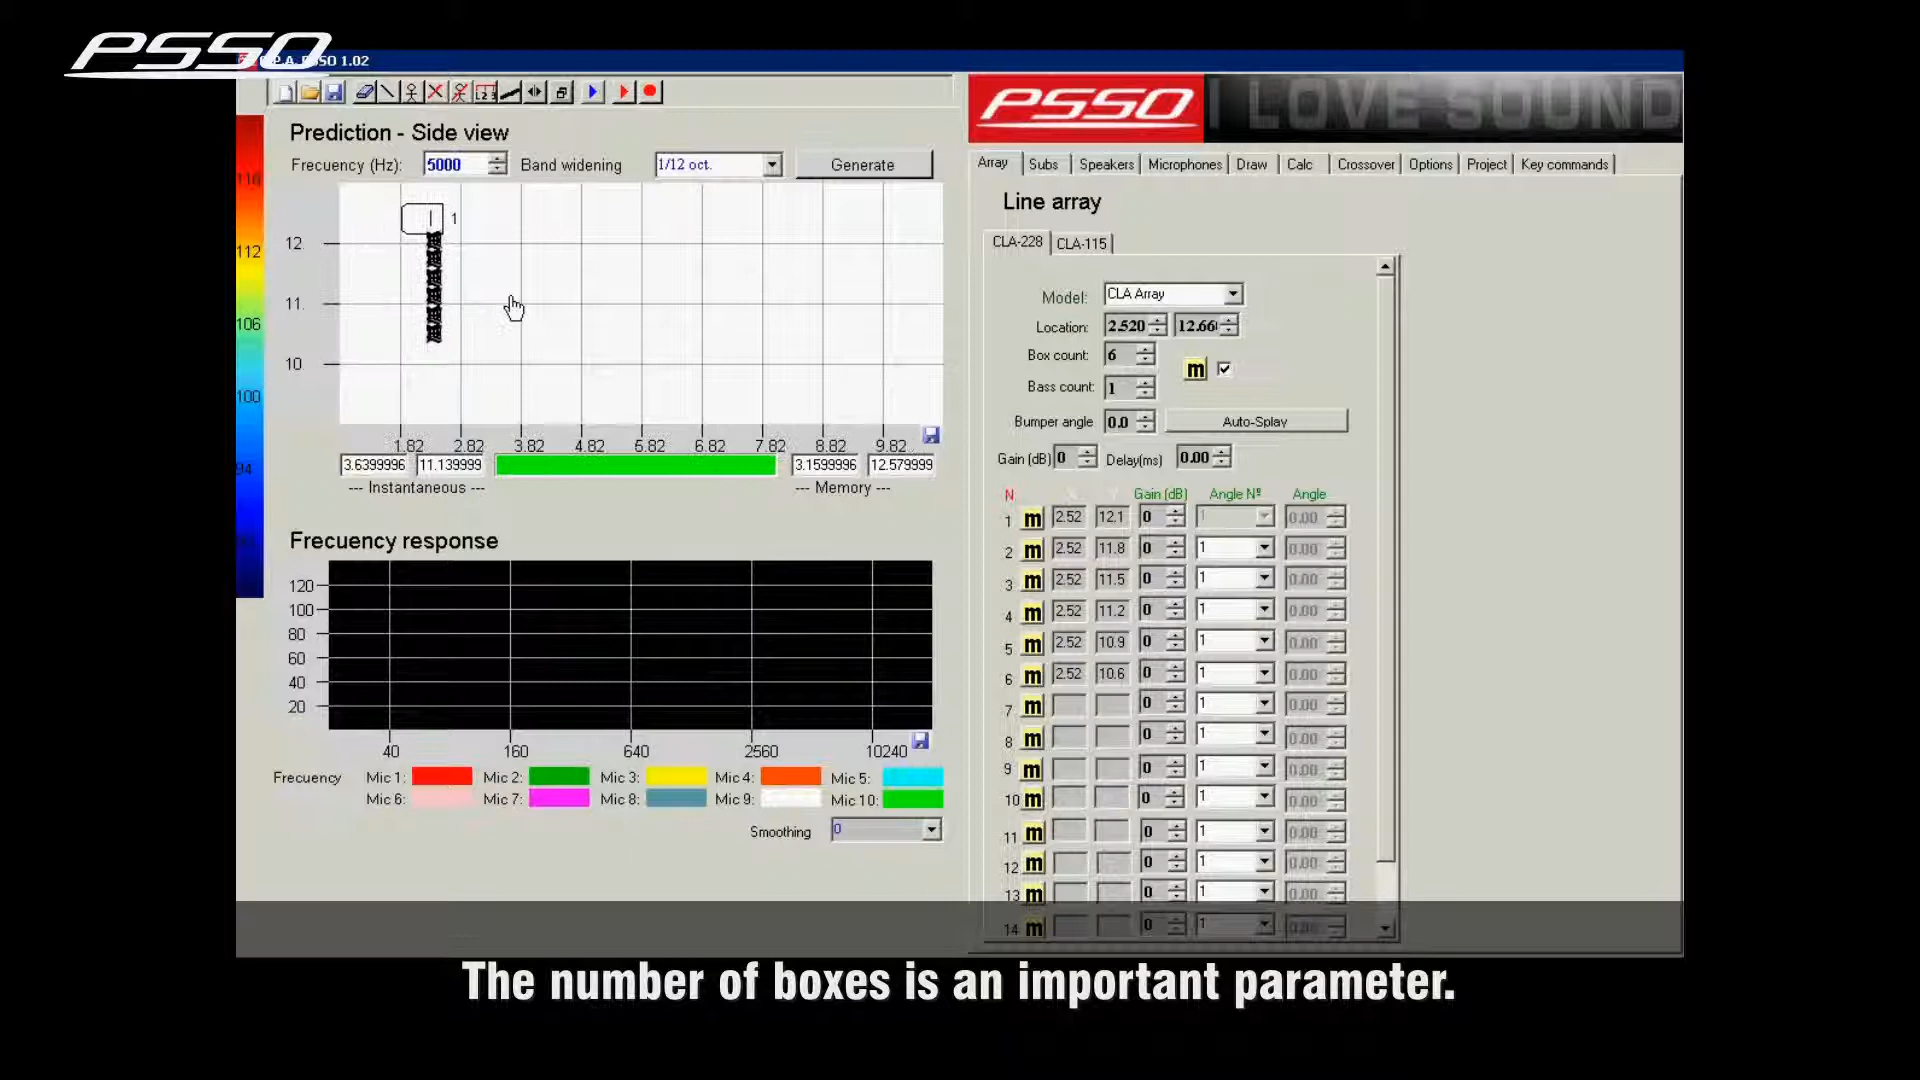 PSSO
PSSO 1.02
PSSO
I LOVE SOUND
Prediction - Side view
Frecuency (Hz): 5000 Band widening 1/12 oct. Generate
Array Subs Speakers Microphones Draw Calc Crossover Options Project Key commands
Line array
CLA-228 CLA-115
Model: CLA Array
Location: 2.520 12.66
Box count: 6
m
Bass count: 1
Bumper angle 0.0 Auto-Splay
Gain (dB) 0 Delay(ms) 0.00
N Gain (dB) Angle Nº Angle
1 m 2.52 12.1 0 1 0.00
2 m 2.52 11.8 0 1 0.00
3 m 2.52 11.5 0 1 0.00
4 m 2.52 11.2 0 1 0.00
5 m 2.52 10.9 0 1 0.00
6 m 2.52 10.6 0 1 0.00
7 m 0 1 0.00
8 m 0 1 0.00
9 m 0 1 0.00
10 m 0 1 0.00
11 m 0 1 0.00
12 m 0 1 0.00
13 m 0 1 0.00
14 m 0 1 0.00
112
106
100
94
1
12
11
10
1.82 2.82 3.82 4.82 5.82 6.82 7.82 8.82 9.82
3.6399996 11.139999 3.1599996 12.579999
--- Instantaneous --- --- Memory ---
Frecuency response
120
100
80
60
40
20
40 160 640 2560 10240
Frecuency Mic 1: Mic 2: Mic 3: Mic 4: Mic 5:
Mic 6: Mic 7: Mic 8: Mic 9: Mic 10:
Smoothing 0
The number of boxes is an important parameter.